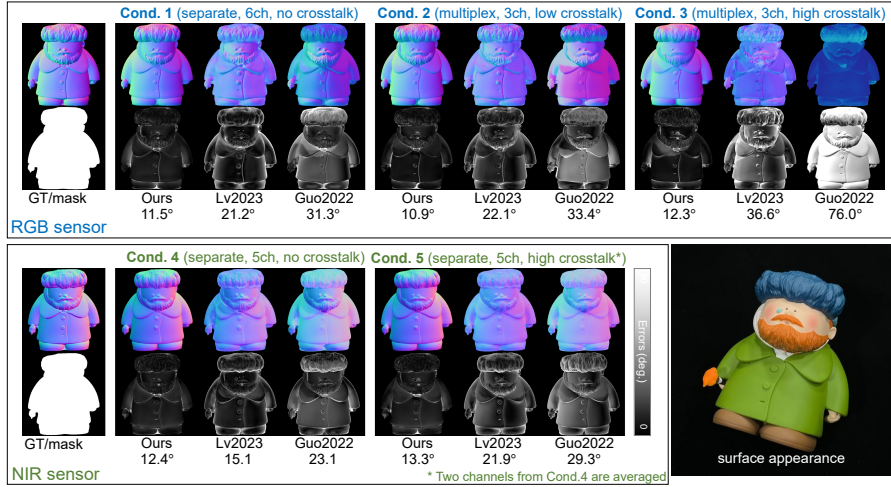 Cond. 1 (separate, 6ch, no crosstalk)
Cond. 2 (multiplex, 3ch, low crosstalk)
Cond. 3 (multiplex, 3ch, high crosstalk)
GT/mask
Ours
Lv2023
Guo2022
Ours
Lv2023
Guo2022
Ours
Lv2023
Guo2022
11.5°
21.2°
31.3°
10.9°
22.1°
33.4°
12.3°
36.6°
76.0°
RGB sensor
Cond. 4 (separate, 5ch, no crosstalk)
Cond. 5 (separate, 5ch, high crosstalk*)
Errors (deg.)
0
GT/mask
Ours
Lv2023
Guo2022
Ours
Lv2023
Guo2022
12.4°
15.1
23.1
13.3°
21.9°
29.3°
NIR sensor
* Two channels from Cond.4 are averaged
surface appearance